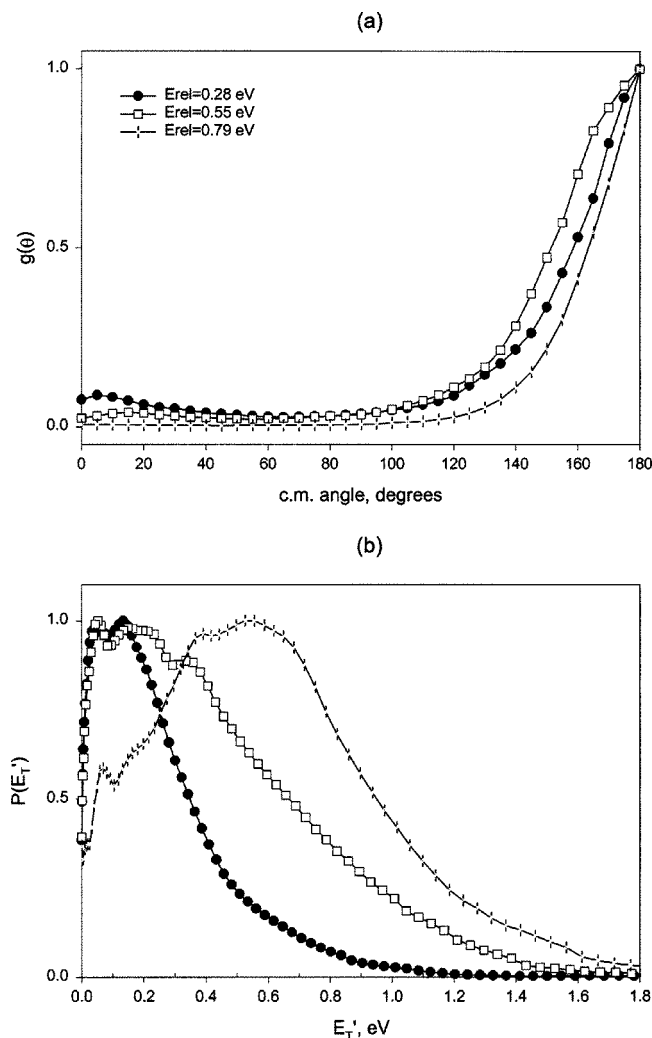 (a)
1.0
0.5
0.0
g(θ)
Erel=0.28 eV
Erel=0.55 eV
Erel=0.79 eV
0 20 40 60 80 100 120 140 160 180
c.m. angle, degrees
(b)
1.0
0.5
0.0
P(E_T')
0.0 0.2 0.4 0.6 0.8 1.0 1.2 1.4 1.6 1.8
E_T', eV